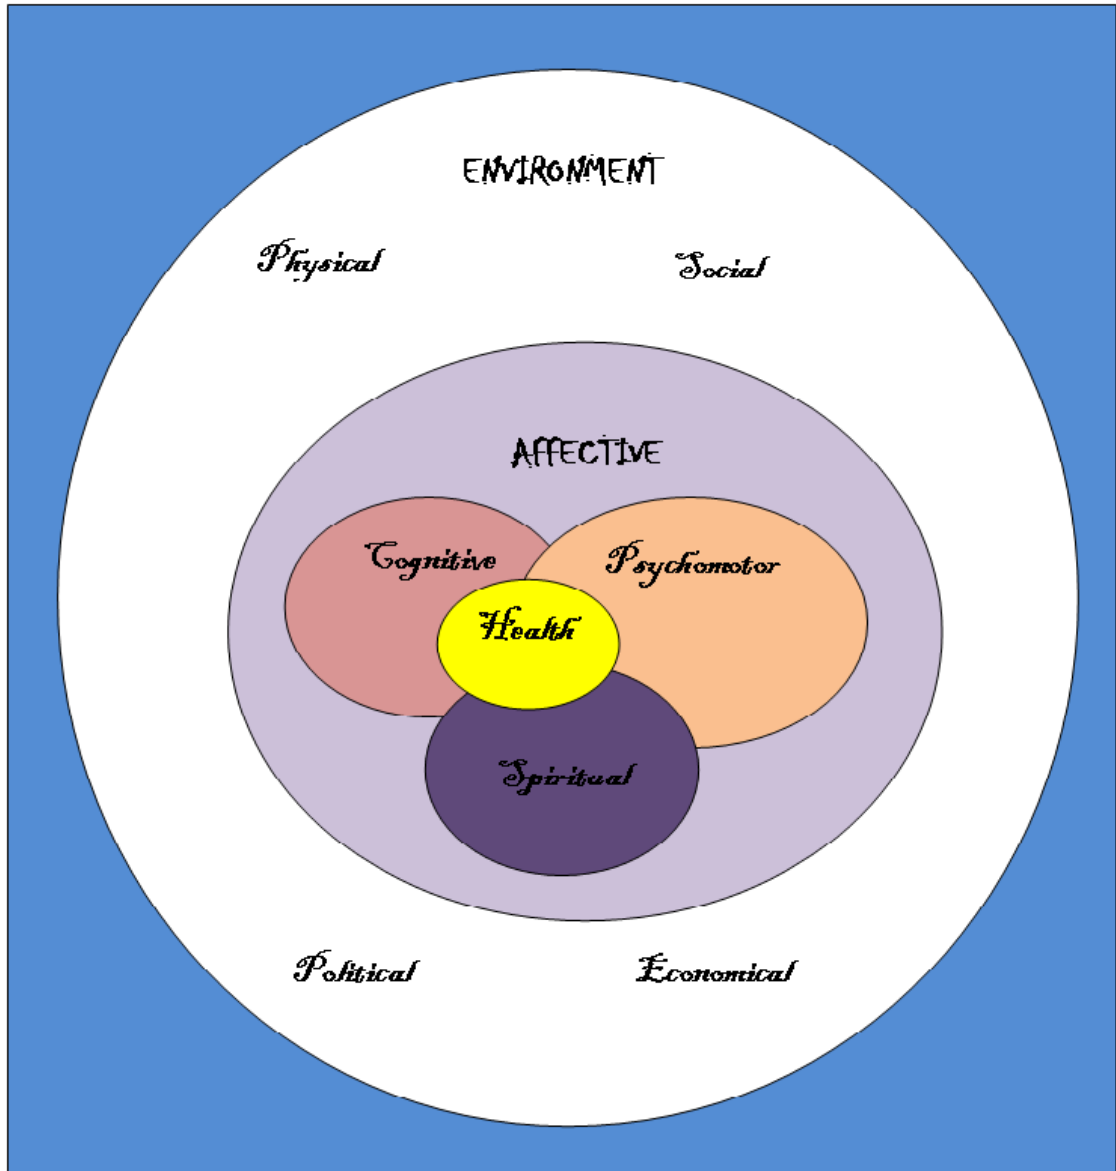 ENVIRONMENT
Physical
Social
AFFECTIVE
Cognitive
Psychomotor
Health
Spiritual
Political
Economical